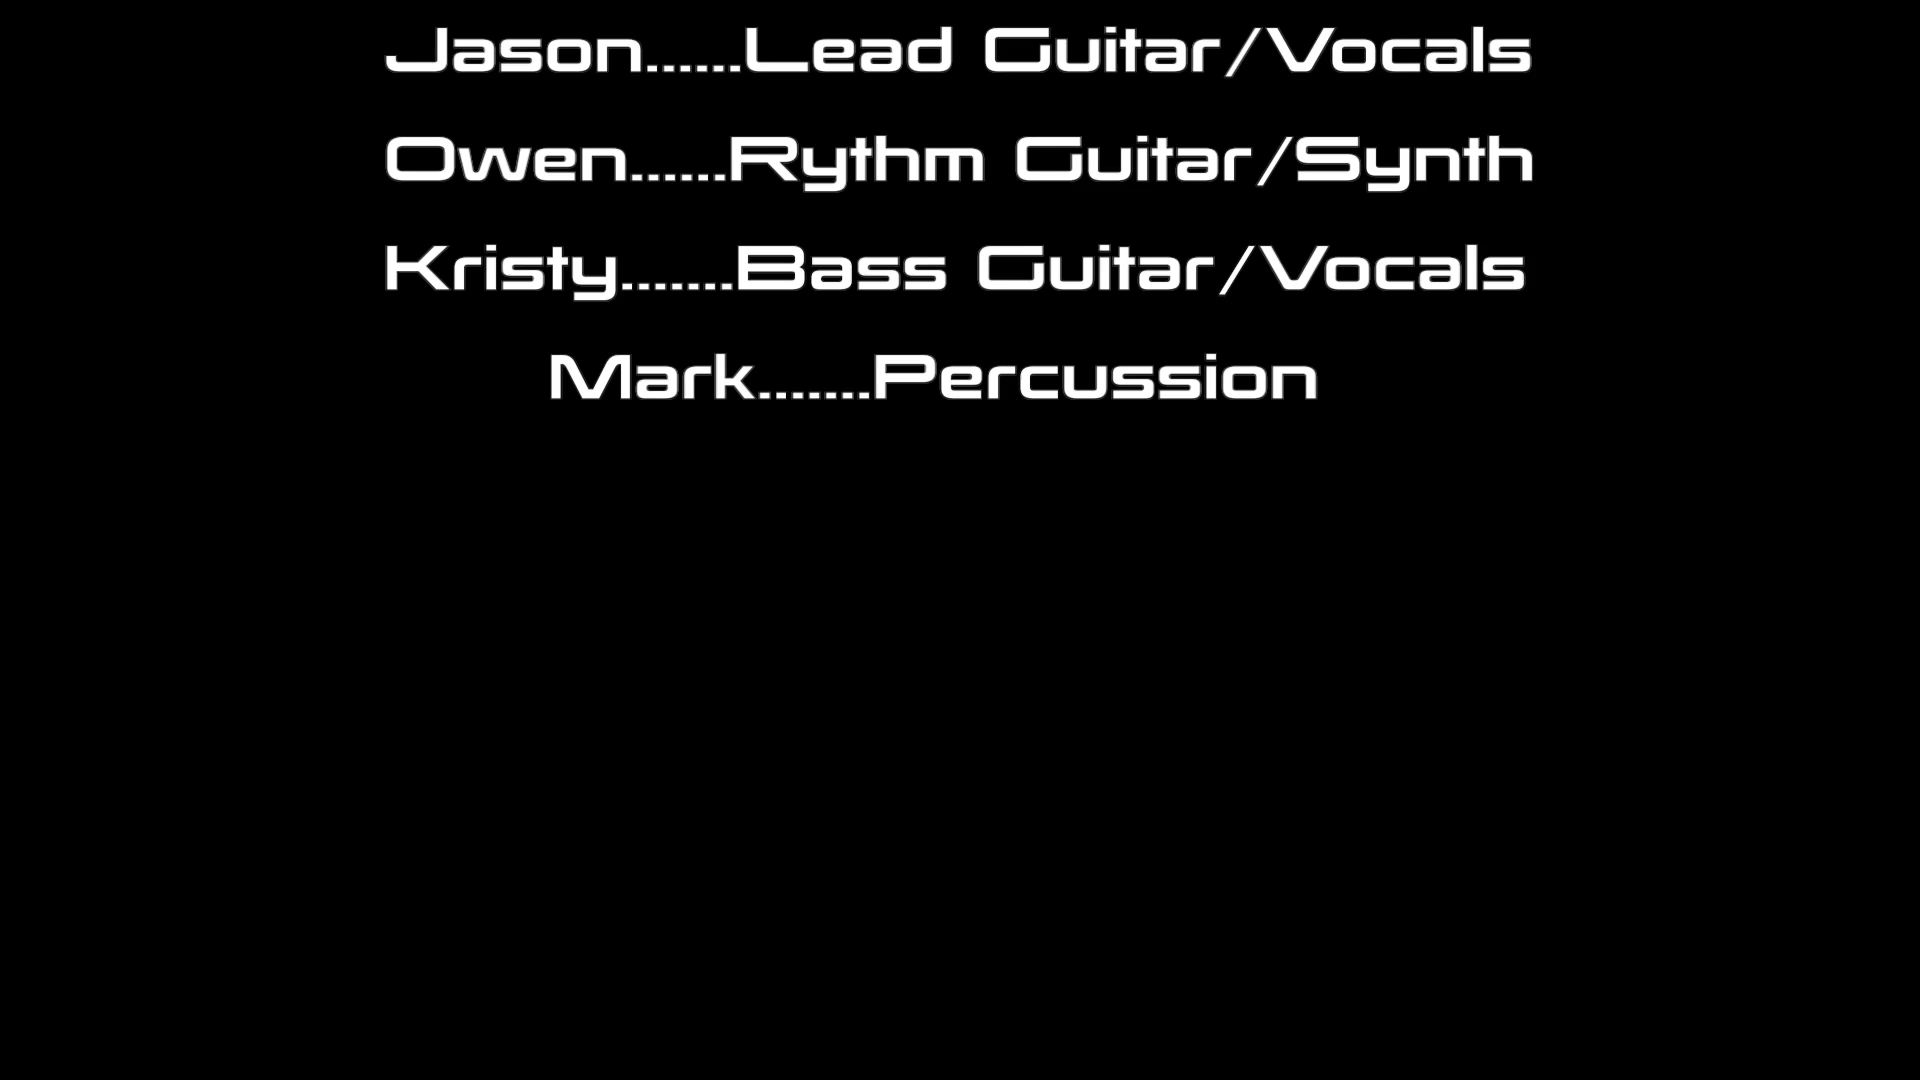 Jason......Lead Guitar/Vocals
Owen......Rythm Guitar/Synth
Kristy.......Bass Guitar/Vocals
Mark.......Percussion